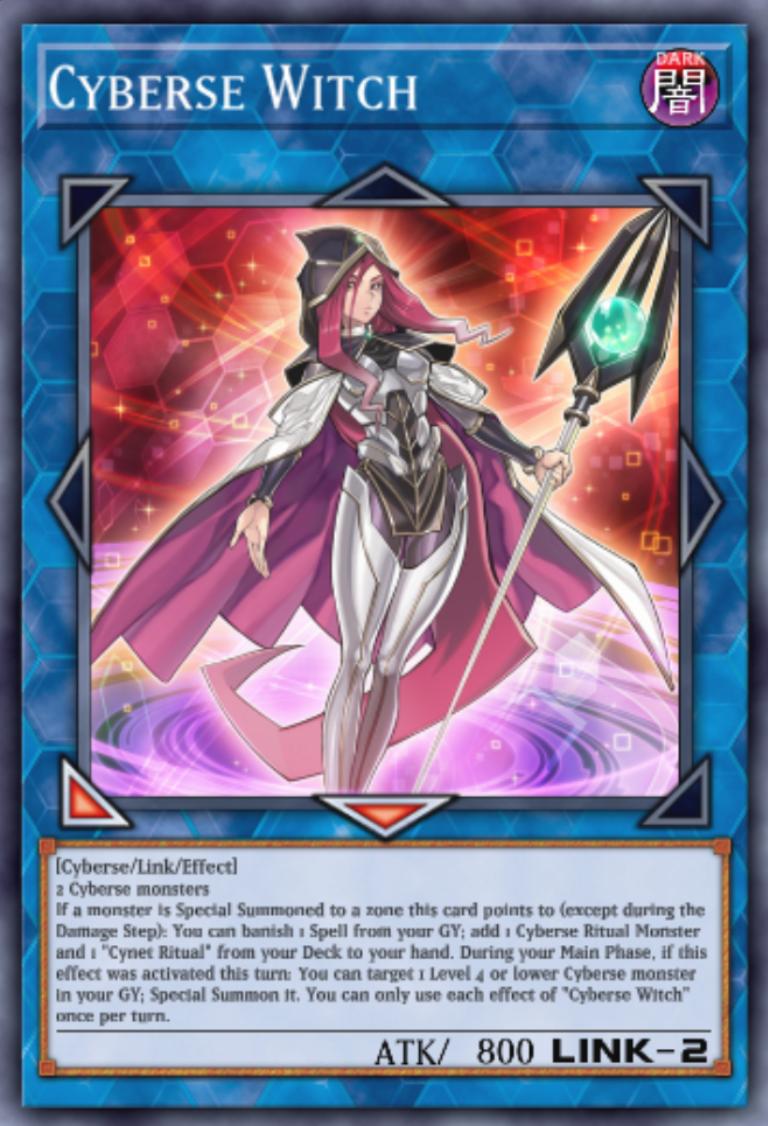 Cyberse Witch
DARK
闇
[Cyberse/Link/Effect]
2 Cyberse monsters
If a monster is Special Summoned to a zone this card points to (except during the
Damage Step): You can banish 1 Spell from your GY; add 1 Cyberse Ritual Monster
and 1 "Cynet Ritual" from your Deck to your hand. During your Main Phase, if this
effect was activated this turn: You can target 1 Level 4 or lower Cyberse monster
in your GY; Special Summon it. You can only use each effect of "Cyberse Witch"
once per turn.
ATK/ 800 LINK-2